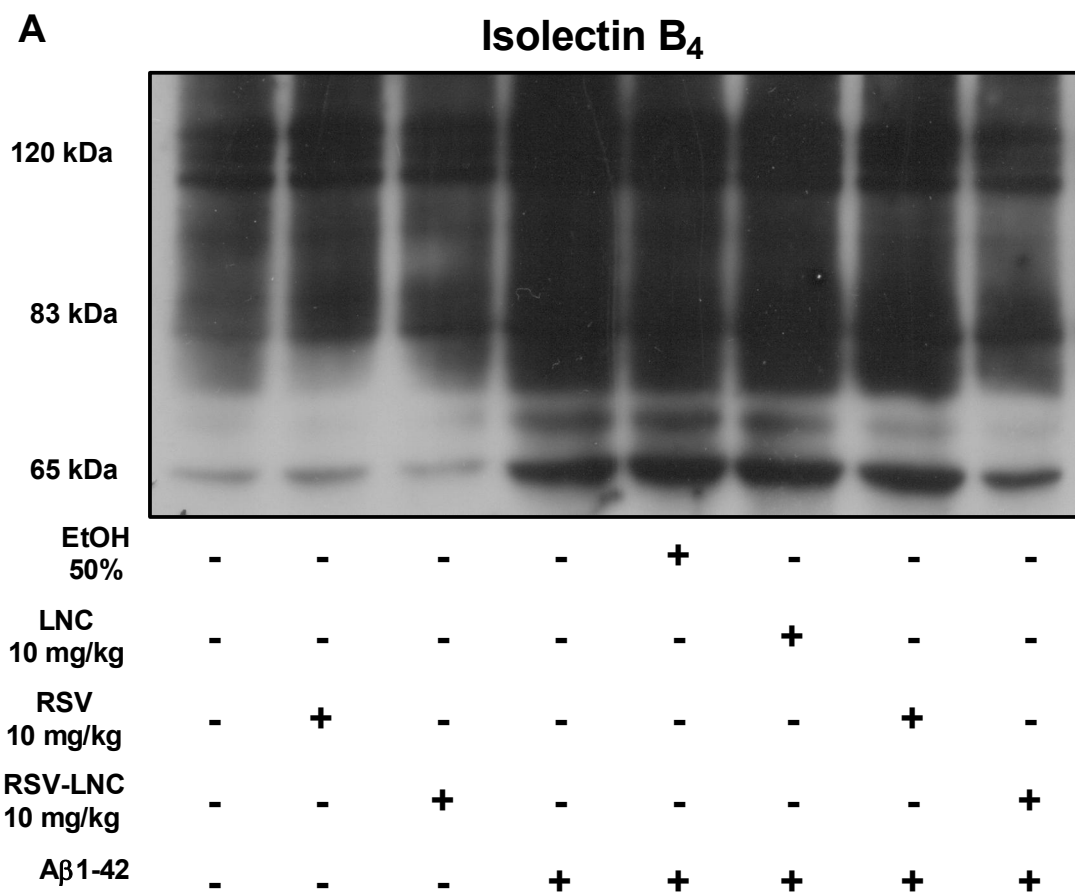 A
Isolectin B4
120 kDa
83 kDa
65 kDa
EtOH
50%
- - - - + - - -
LNC
10 mg/kg
- - - - - + - -
RSV
10 mg/kg
- + - - - - + -
RSV-LNC
10 mg/kg
- - + - - - - +
Aβ1-42
- - - + + + + +